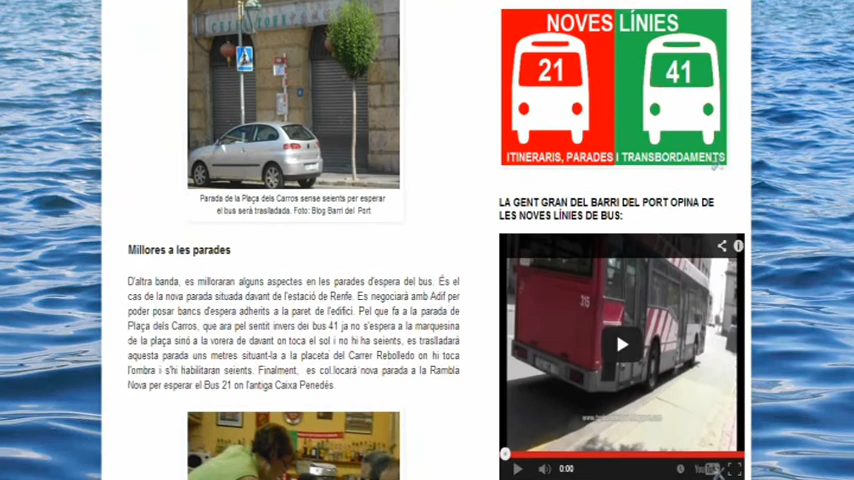 Parada de la Plaça dels Carros sense seients per esperar
el bus serà trasllada. Foto: Blog Barri del Port
Millores a les parades
D'altra banda, es milloraran alguns aspectes en les parades d'espera del bus. És el
cas de la nova parada situada davant de l'estació de Renfe. Es negociarà amb Adif per
poder posar bancs d'espera adherits a la paret de l'edifici. Pel que fa a la parada de
Plaça dels Carros, que ara pel sentit invers dei bus 41 ja no s'espera a la marquesina
de la plaça sinó a la vorera de davant on toca el sol i no hi ha seients, es traslladarà
aquesta parada uns metres situant-la a la placeta del Carrer Rebolledo on hi toca
l'ombra i s'hi habilitaran seients. Finalment, es col.locarà nova parada a la Rambla
Nova per esperar el Bus 21 on l'antiga Caixa Penedés
NOVES LÍNIES
21 41
ITINERARIS, PARADES I TRANSBORDAMENTS
LA GENT GRAN DEL BARRI DEL PORT OPINA DE
LES NOVES LÍNIES DE BUS:
315
0:00
YouTube